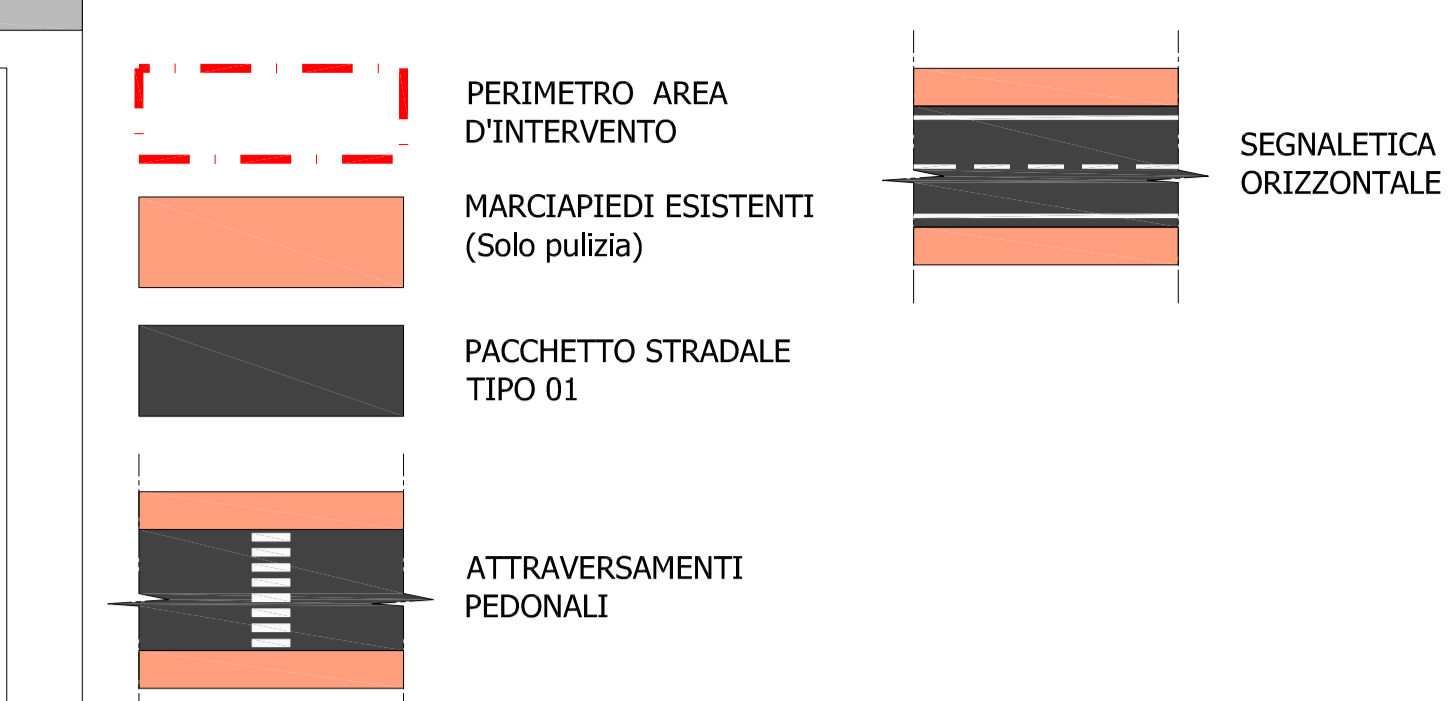 PERIMETRO AREA
D'INTERVENTO
MARCIAPIEDI ESISTENTI
(Solo pulizia)
PACCHETTO STRADALE
TIPO 01
ATTRAVERSAMENTI
PEDONALI
SEGNALETICA
ORIZZONTALE